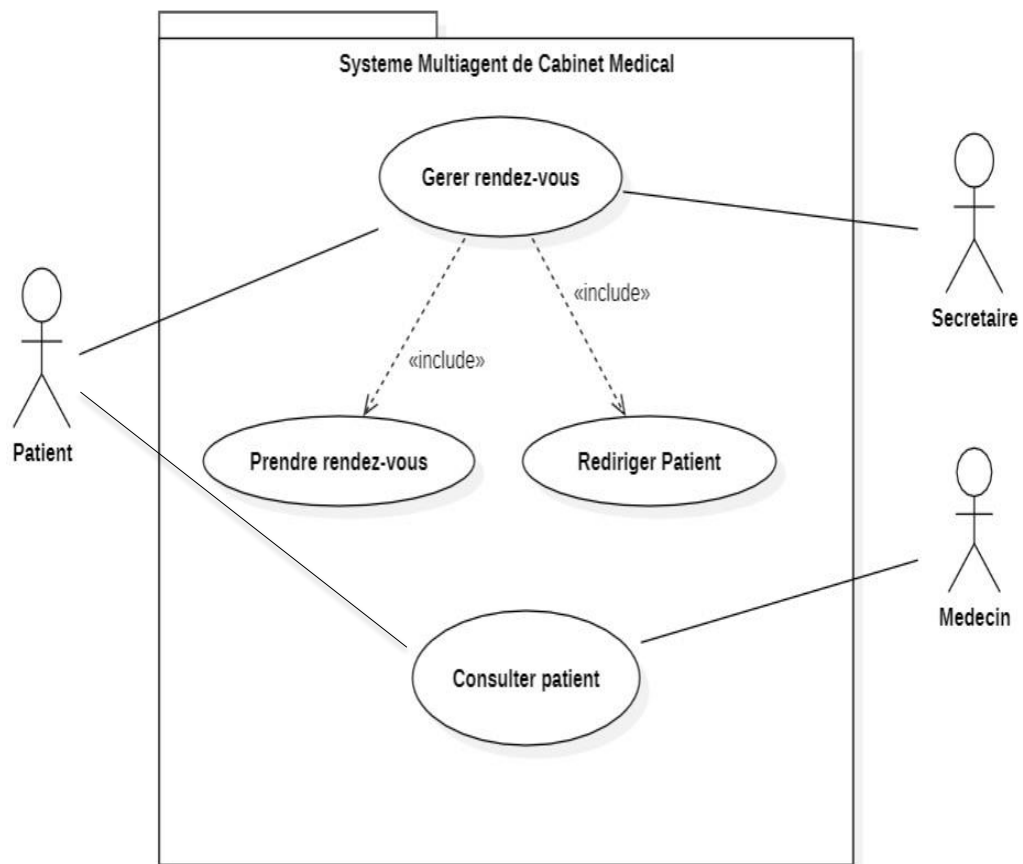 Systeme Multiagent de Cabinet Medical
Gerer rendez-vous
«include»
Secretaire
«include»
Patient
Prendre rendez-vous
Rediriger Patient
Medecin
Consulter patient